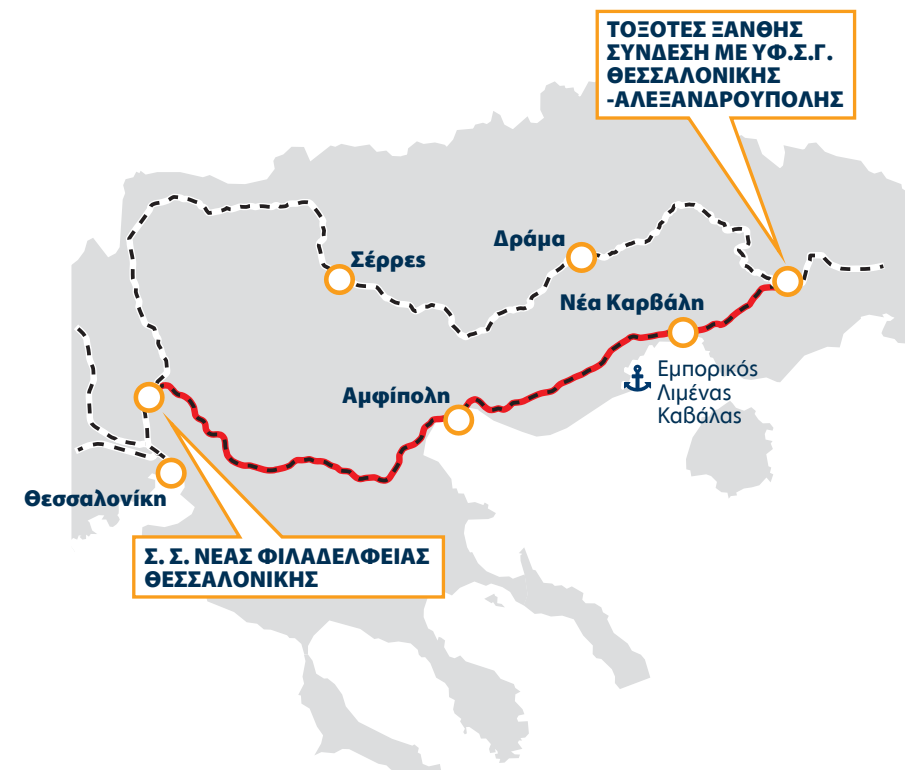 ΤΟΞΟΤΕΣ ΞΑΝΘΗΣ
ΣΥΝΔΕΣΗ ΜΕ ΥΦ.Σ.Γ.
ΘΕΣΣΑΛΟΝΙΚΗΣ
-ΑΛΕΞΑΝΔΡΟΥΠΟΛΗΣ
Δράμα
Σέρρες
Νέα Καρβάλη
Εμπορικός
Λιμένας
Καβάλας
Αμφίπολη
Θεσσαλονίκη
Σ. Σ. ΝΕΑΣ ΦΙΛΑΔΕΛΦΕΙΑΣ
ΘΕΣΣΑΛΟΝΙΚΗΣ